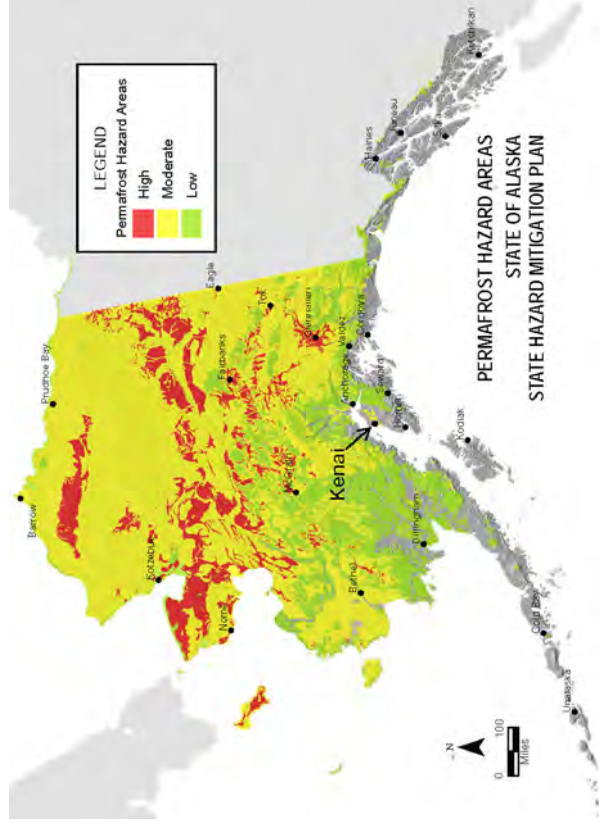 Barrow
Prudhoe Bay
LEGEND
Permafrost Hazard Areas
High
Moderate
Low
Kotzebue
Nome
Fairbanks
Eagle
Tok
Glennallen
McGrath
Bethel
Dillingham
Anchorage
Valdez
Cordova
Seward
Homer
Kenai
Kodiak
Haines
Juneau
Sitka
Ketchikan
Cold Bay
Unalaska
N
0 100
Miles
PERMAFROST HAZARD AREAS
STATE OF ALASKA
STATE HAZARD MITIGATION PLAN